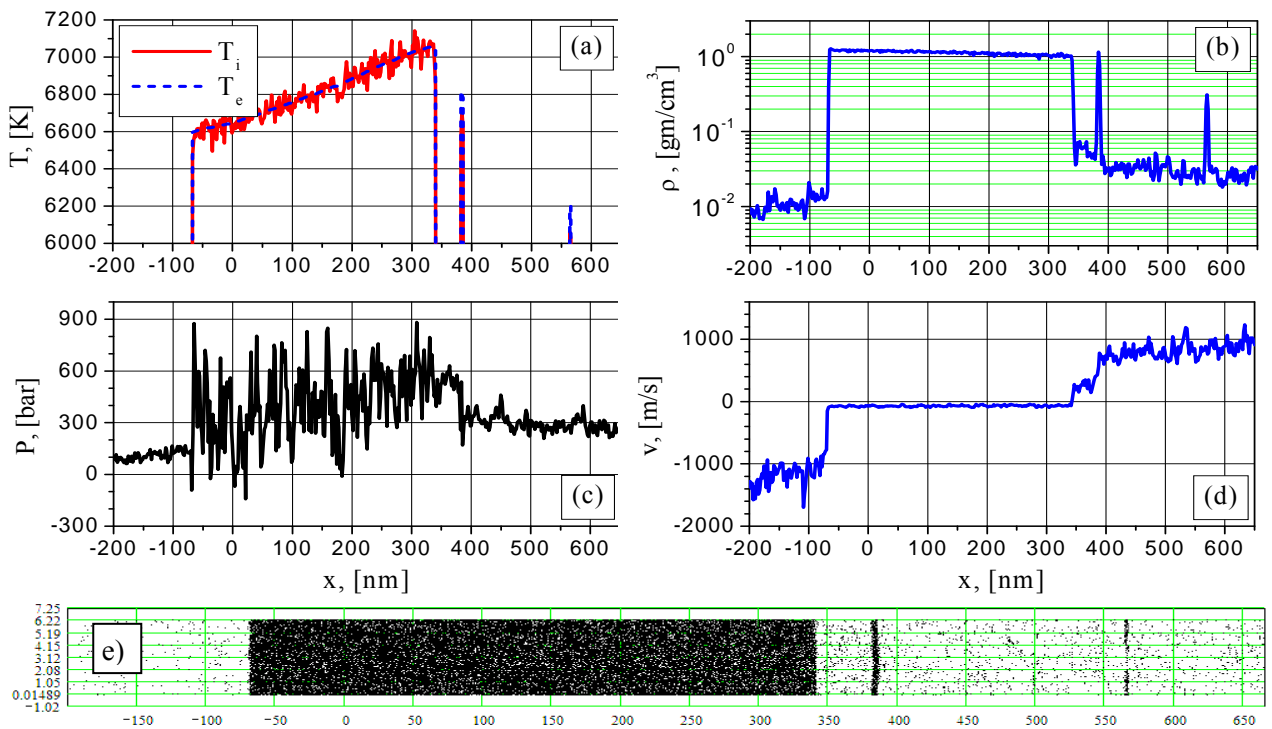 7200
7000
6800
6600
6400
6200
6000
T, [K]
T_i
T_e
(a)
-200 -100 0 100 200 300 400 500 600
10^0
10^-1
10^-2
ρ, [gm/cm^3]
(b)
-200 -100 0 100 200 300 400 500 600
900
600
300
0
-300
P, [bar]
(c)
-200 -100 0 100 200 300 400 500 600
x, [nm]
1000
0
-1000
-2000
v, [m/s]
(d)
-200 -100 0 100 200 300 400 500 600
x, [nm]
7.25
6.22
5.19
4.15
3.12
2.08
1.05
0.01489
−1.02
e)
−150 −100 −50 0 50 100 150 200 250 300 350 400 450 500 550 600 650